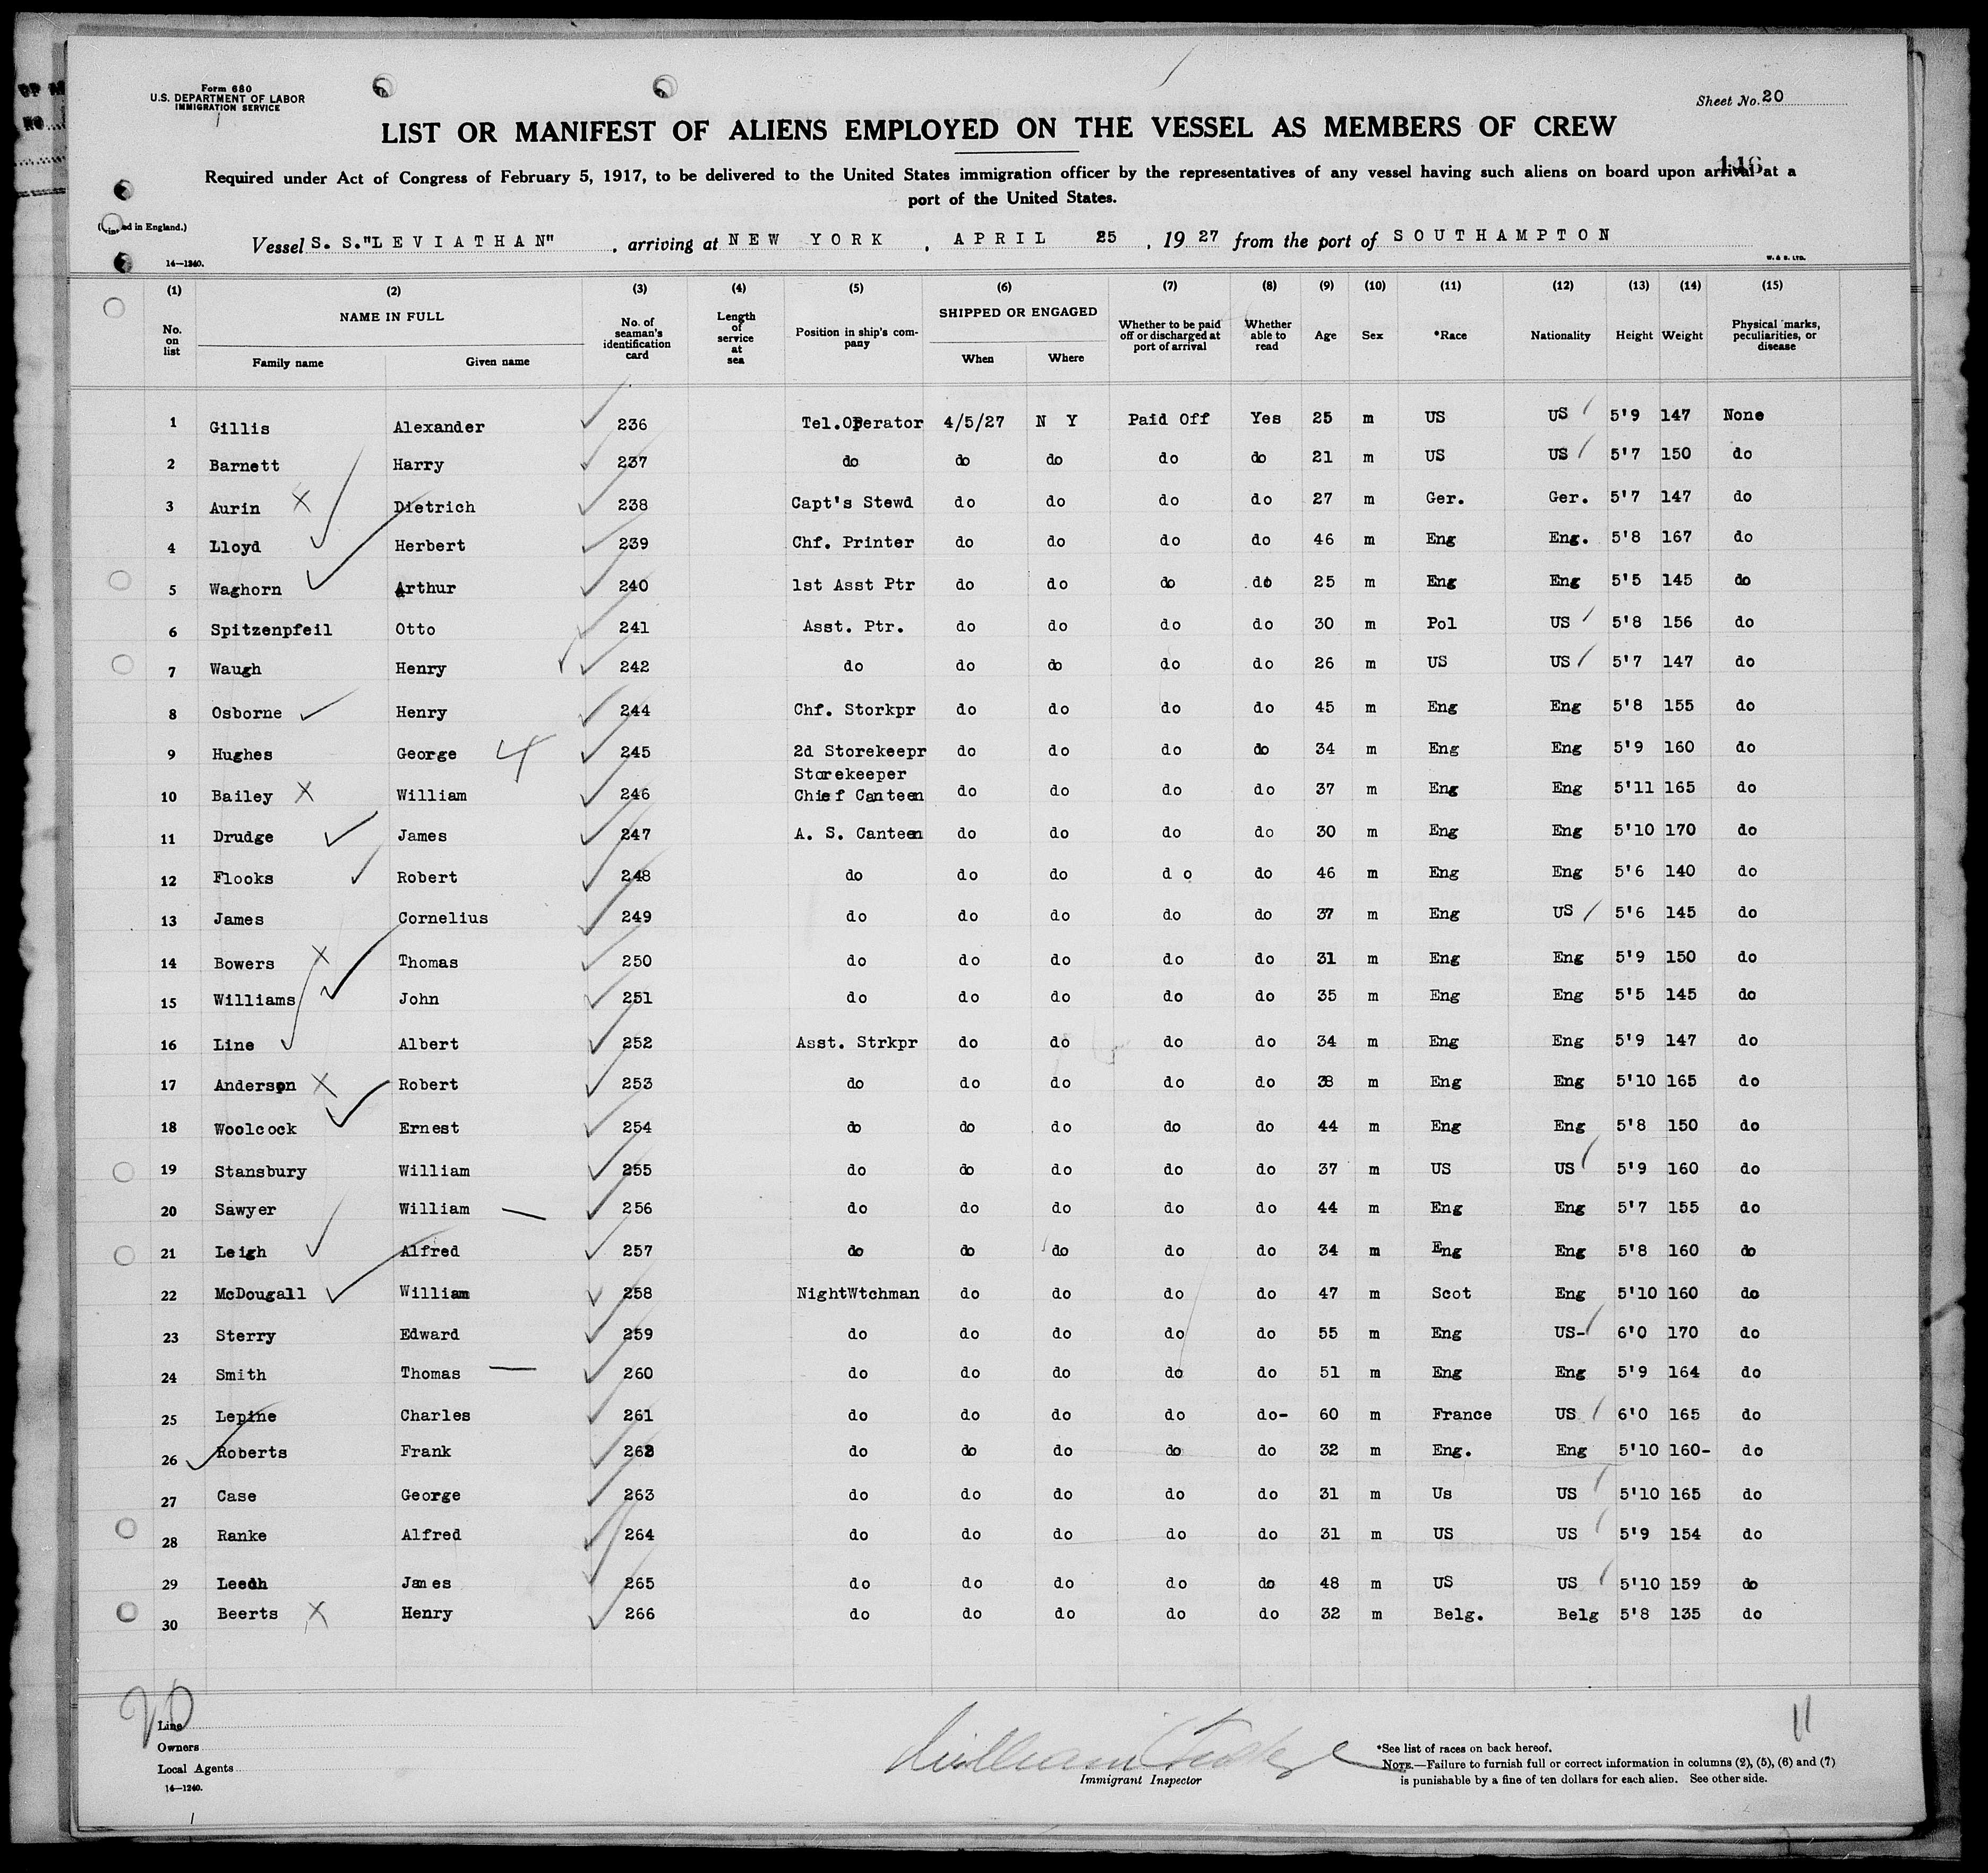 Form 680
U.S. DEPARTMENT OF LABOR
IMMIGRATION SERVICE
Sheet No. 20
LIST OR MANIFEST OF ALIENS EMPLOYED ON THE VESSEL AS MEMBERS OF CREW
Required under Act of Congress of February 5, 1917, to be delivered to the United States immigration officer by the representatives of any vessel having such aliens on board upon arrival at a
port of the United States.
Vessel S. S. "LEVIATHAN" , arriving at NEW YORK , APRIL 25 , 1927 from the port of SOUTHAMPTON
14—1240.
W. & S. LTD.
(1) (2) (3) (4) (5) (6) (7) (8) (9) (10) (11) (12) (13) (14) (15)
No. on list NAME IN FULL Family name Given name No. of seaman's identification card Length of service at sea Position in ship's company SHIPPED OR ENGAGED When Where Whether to be paid off or discharged at port of arrival Whether able to read Age Sex *Race Nationality Height Weight Physical marks, peculiarities, or disease
1 Gillis Alexander 236 Tel.Operator 4/5/27 N Y Paid Off Yes 25 m US US 5'9 147 None
2 Barnett Harry 237 do do do do do 21 m US US 5'7 150 do
3 Aurin Dietrich 238 Capt's Stewd do do do do 27 m Ger. Ger. 5'7 147 do
4 Lloyd Herbert 239 Chf. Printer do do do do 46 m Eng Eng. 5'8 167 do
5 Waghorn Arthur 240 1st Asst Ptr do do do do 25 m Eng Eng 5'5 145 do
6 Spitzenpfeil Otto 241 Asst. Ptr. do do do do 30 m Pol US 5'8 156 do
7 Waugh Henry 242 do do do do do 26 m US US 5'7 147 do
8 Osborne Henry 244 Chf. Storkpr do do do do 45 m Eng Eng 5'8 155 do
9 Hughes George 4 245 2d Storekeepr do do do do 34 m Eng Eng 5'9 160 do
Storekeeper
10 Bailey William 246 Chief Canteen do do do do 37 m Eng Eng 5'11 165 do
11 Drudge James 247 A. S. Canteen do do do do 30 m Eng Eng 5'10 170 do
12 Flooks Robert 248 do do do d o do 46 m Eng Eng 5'6 140 do
13 James Cornelius 249 do do do do do 37 m Eng US 5'6 145 do
14 Bowers Thomas 250 do do do do do 31 m Eng Eng 5'9 150 do
15 Williams John 251 do do do do do 35 m Eng Eng 5'5 145 do
16 Line Albert 252 Asst. Strkpr do do do do 34 m Eng Eng 5'9 147 do
17 Anderson Robert 253 do do do do do 38 m Eng Eng 5'10 165 do
18 Woolcock Ernest 254 do do do do do 44 m Eng Eng 5'8 150 do
19 Stansbury William 255 do do do do do 37 m US US 5'9 160 do
20 Sawyer William 256 do do do do do 44 m Eng Eng 5'7 155 do
21 Leigh Alfred 257 do do do do do 34 m Eng Eng 5'8 160 do
22 McDougall William 258 NightWtchman do do do do 47 m Scot Eng 5'10 160 do
23 Sterry Edward 259 do do do do do 55 m Eng US- 6'0 170 do
24 Smith Thomas 260 do do do do do 51 m Eng Eng 5'9 164 do
25 Lepine Charles 261 do do do do do- 60 m France US 6'0 165 do
26 Roberts Frank 262 do do do do do 32 m Eng. Eng 5'10 160- do
27 Case George 263 do do do do do 31 m Us US 5'10 165 do
28 Ranke Alfred 264 do do do do do 31 m US US 5'9 154 do
29 James 265 do do do do do 48 m US US 5'10 159 do
30 Beerts Henry 266 do do do do do 32 m Belg. Belg 5'8 135 do
20
11
Line
Owners
Local Agents
14—1240.
William
Immigrant Inspector
*See list of races on back hereof.
NOTE.—Failure to furnish full or correct information in columns (2), (5), (6) and (7)
is punishable by a fine of ten dollars for each alien. See other side.